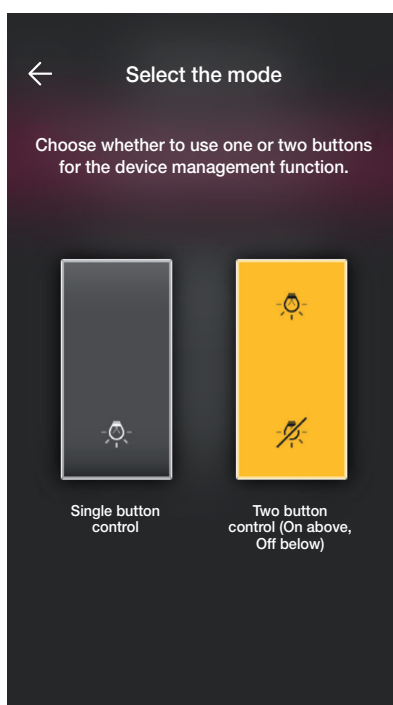 Select the mode
Choose whether to use one or two buttons
for the device management function.
Single button
control
Two button
control (On above,
Off below)